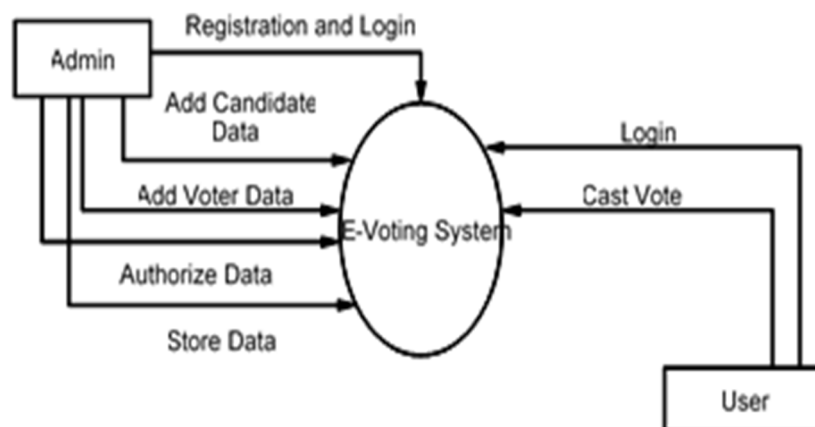 Registration and Login
Admin
Add Candidate
Data
Login
Add Voter Data
Cast Vote
E-Voting System
Authorize Data
Store Data
User